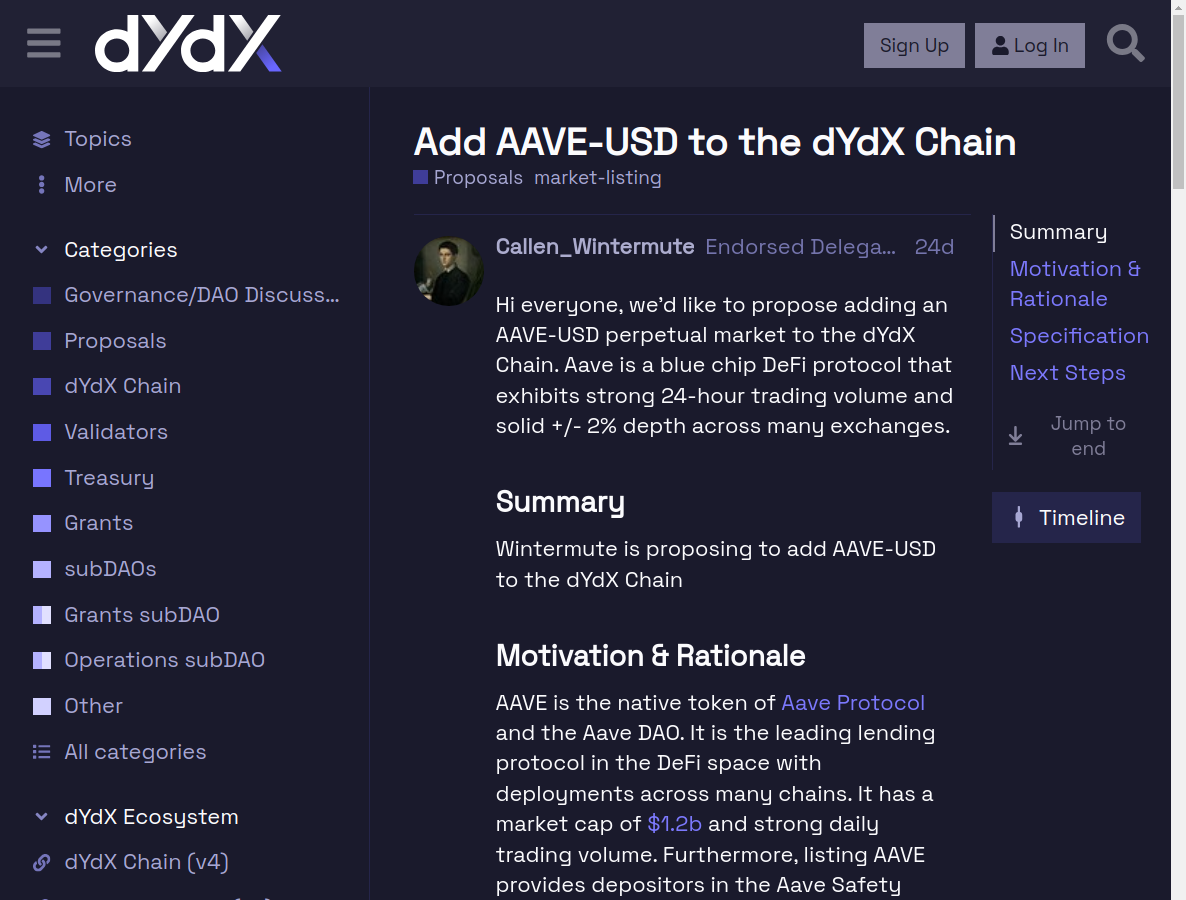 dYdX
Sign Up
Log In
Topics
More
Categories
Governance/DAO Discuss...
Proposals
dYdX Chain
Validators
Treasury
Grants
subDAOs
Grants subDAO
Operations subDAO
Other
All categories
dYdX Ecosystem
dYdX Chain (v4)
Add AAVE-USD to the dYdX Chain
Proposals market-listing
Callen_Wintermute Endorsed Delega... 24d
Hi everyone, we'd like to propose adding an
AAVE-USD perpetual market to the dYdX
Chain. Aave is a blue chip DeFi protocol that
exhibits strong 24-hour trading volume and
solid +/- 2% depth across many exchanges.
Summary
Wintermute is proposing to add AAVE-USD
to the dYdX Chain
Motivation & Rationale
AAVE is the native token of Aave Protocol
and the Aave DAO. It is the leading lending
protocol in the DeFi space with
deployments across many chains. It has a
market cap of $1.2b and strong daily
trading volume. Furthermore, listing AAVE
provides depositors in the Aave Safety
Summary
Motivation &
Rationale
Specification
Next Steps
Jump to
end
Timeline